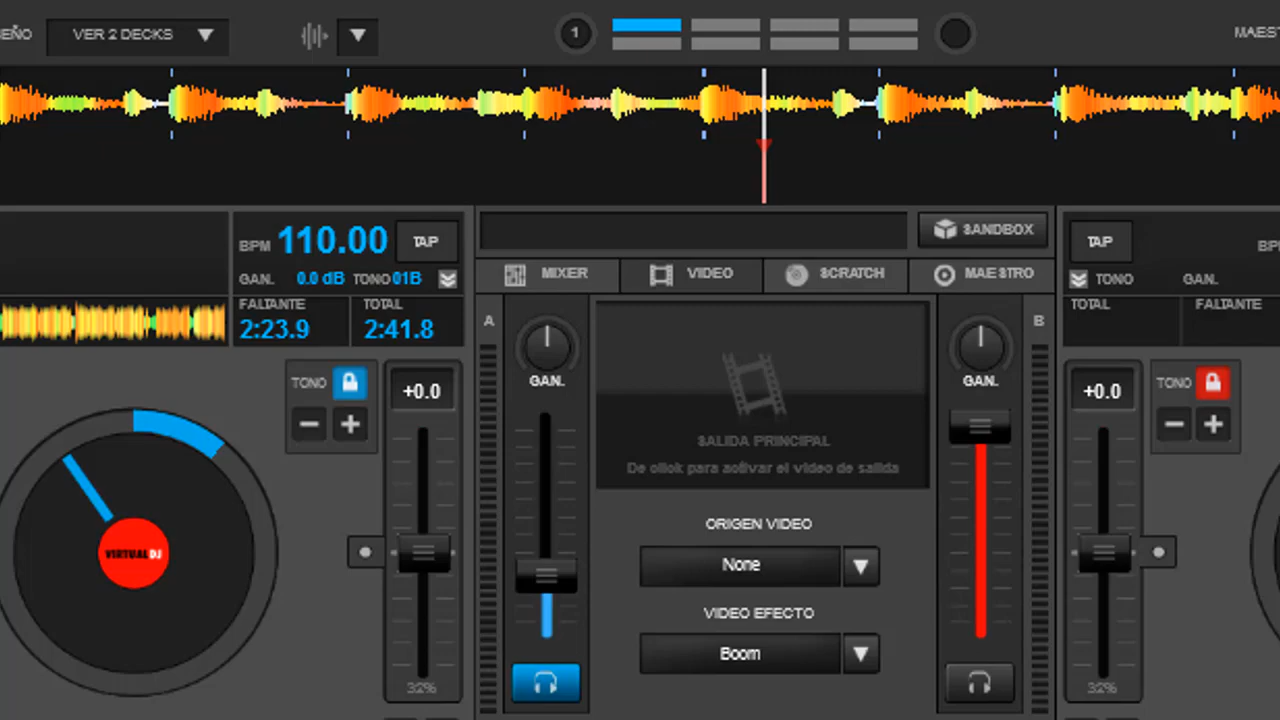 EÑO
VER 2 DECKS
1
MAEST
BPM 110.00 TAP
GAN. 0.0 dB TONO 01B
FALTANTE TOTAL
2:23.9 2:41.8
SANDBOX
MIXER VIDEO SCRATCH MAESTRO
TAP BP
TONO GAN.
TOTAL FALTANTE
A
GAN.
SALIDA PRINCIPAL
De click para activar el video de salida
GAN.
B
TONO
+0.0
+0.0
TONO
ORIGEN VIDEO
None
VIDEO EFECTO
Boom
VIRTUAL DJ
32%
32%